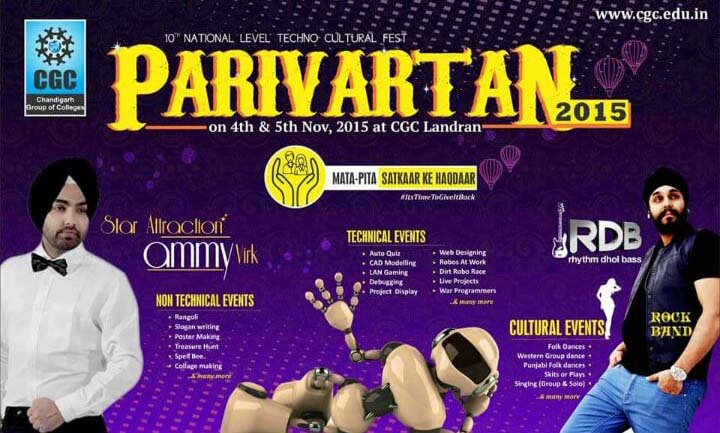 www.cgc.edu.in
10TH NATIONAL LEVEL TECHNO CULTURAL FEST
CGC
Chandigarh
Group of Colleges
PARIVARTAN
2015
on 4th & 5th Nov, 2015 at CGC Landran
MATA-PITA SATKAAR KE HAQDAAR
#ItsTimeToGiveItBack
Star Attraction
ammy Virk
NON TECHNICAL EVENTS
Rangoli
Slogan writing
Poster Making
Treasure Hunt
Spell Bee..
Collage making
..& many more
TECHNICAL EVENTS
Auto Quiz
CAD Modelling
LAN Gaming
Debugging
Project Display
Web Designing
Robos At Work
Dirt Robo Race
Live Projects
War Programmers
..& many more
RDB
rhythm dhol bass
ROCK
BAND
CULTURAL EVENTS
Folk Dances
Western Group dance
Punjabi Folk dances
Skits or Plays
Singing (Group & Solo)
..& many more